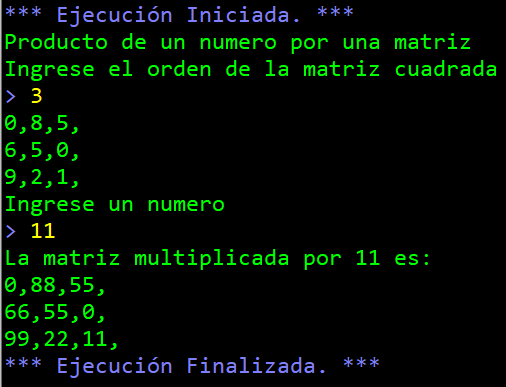 *** Ejecución Iniciada. ***
Producto de un numero por una matriz
Ingrese el orden de la matriz cuadrada
> 3
0,8,5,
6,5,0,
9,2,1,
Ingrese un numero
> 11
La matriz multiplicada por 11 es:
0,88,55,
66,55,0,
99,22,11,
*** Ejecución Finalizada. ***